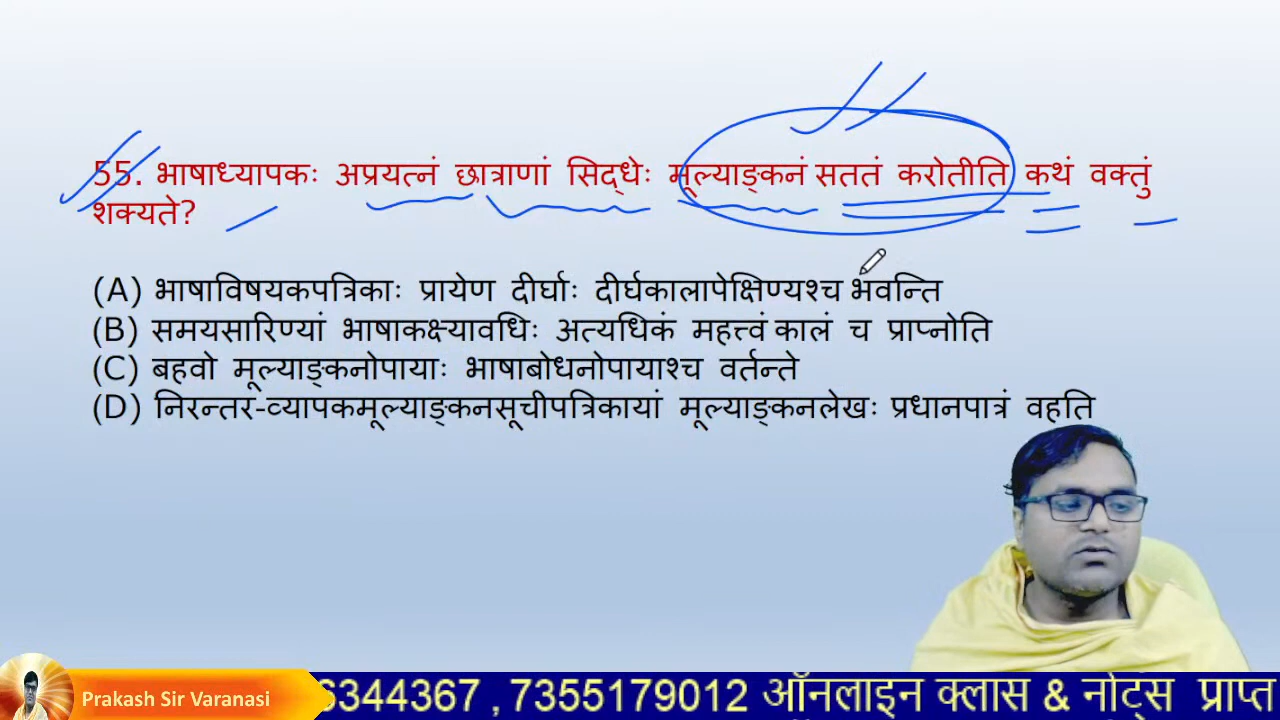 55. भाषाध्यापकः अप्रयत्नं छात्राणां सिद्धेः मूल्याङ्कनं सततं करोतीति कथं वक्तुं
शक्यते?
(A) भाषाविषयकपत्रिकाः प्रायेण दीर्घाः दीर्घकालापेक्षिण्यश्च भवन्ति
(B) समयसारिण्यां भाषाकक्ष्यावधिः अत्यधिकं महत्त्वं कालं च प्राप्नोति
(C) बहवो मूल्याङ्कनोपायाः भाषाबोधनोपायाश्च वर्तन्ते
(D) निरन्तर-व्यापकमूल्याङ्कनसूचीपत्रिकायां मूल्याङ्कनलेखः प्रधानपात्रं वहति
Prakash Sir Varanasi
6344367 , 7355179012 ऑनलाइन क्लास & नोट्स प्राप्त